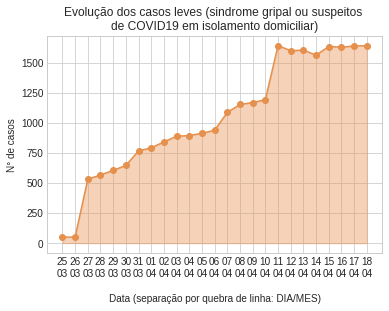 Evolução dos casos leves (sindrome gripal ou suspeitos
de COVID19 em isolamento domiciliar)
N° de casos
1500
1250
1000
750
500
250
0
25 26 27 28 29 30 31 01 02 03 04 05 06 07 08 09 10 11 12 13 14 15 16 17 18
03 03 03 03 03 03 03 04 04 04 04 04 04 04 04 04 04 04 04 04 04 04 04 04 04
Data (separação por quebra de linha: DIA/MES)